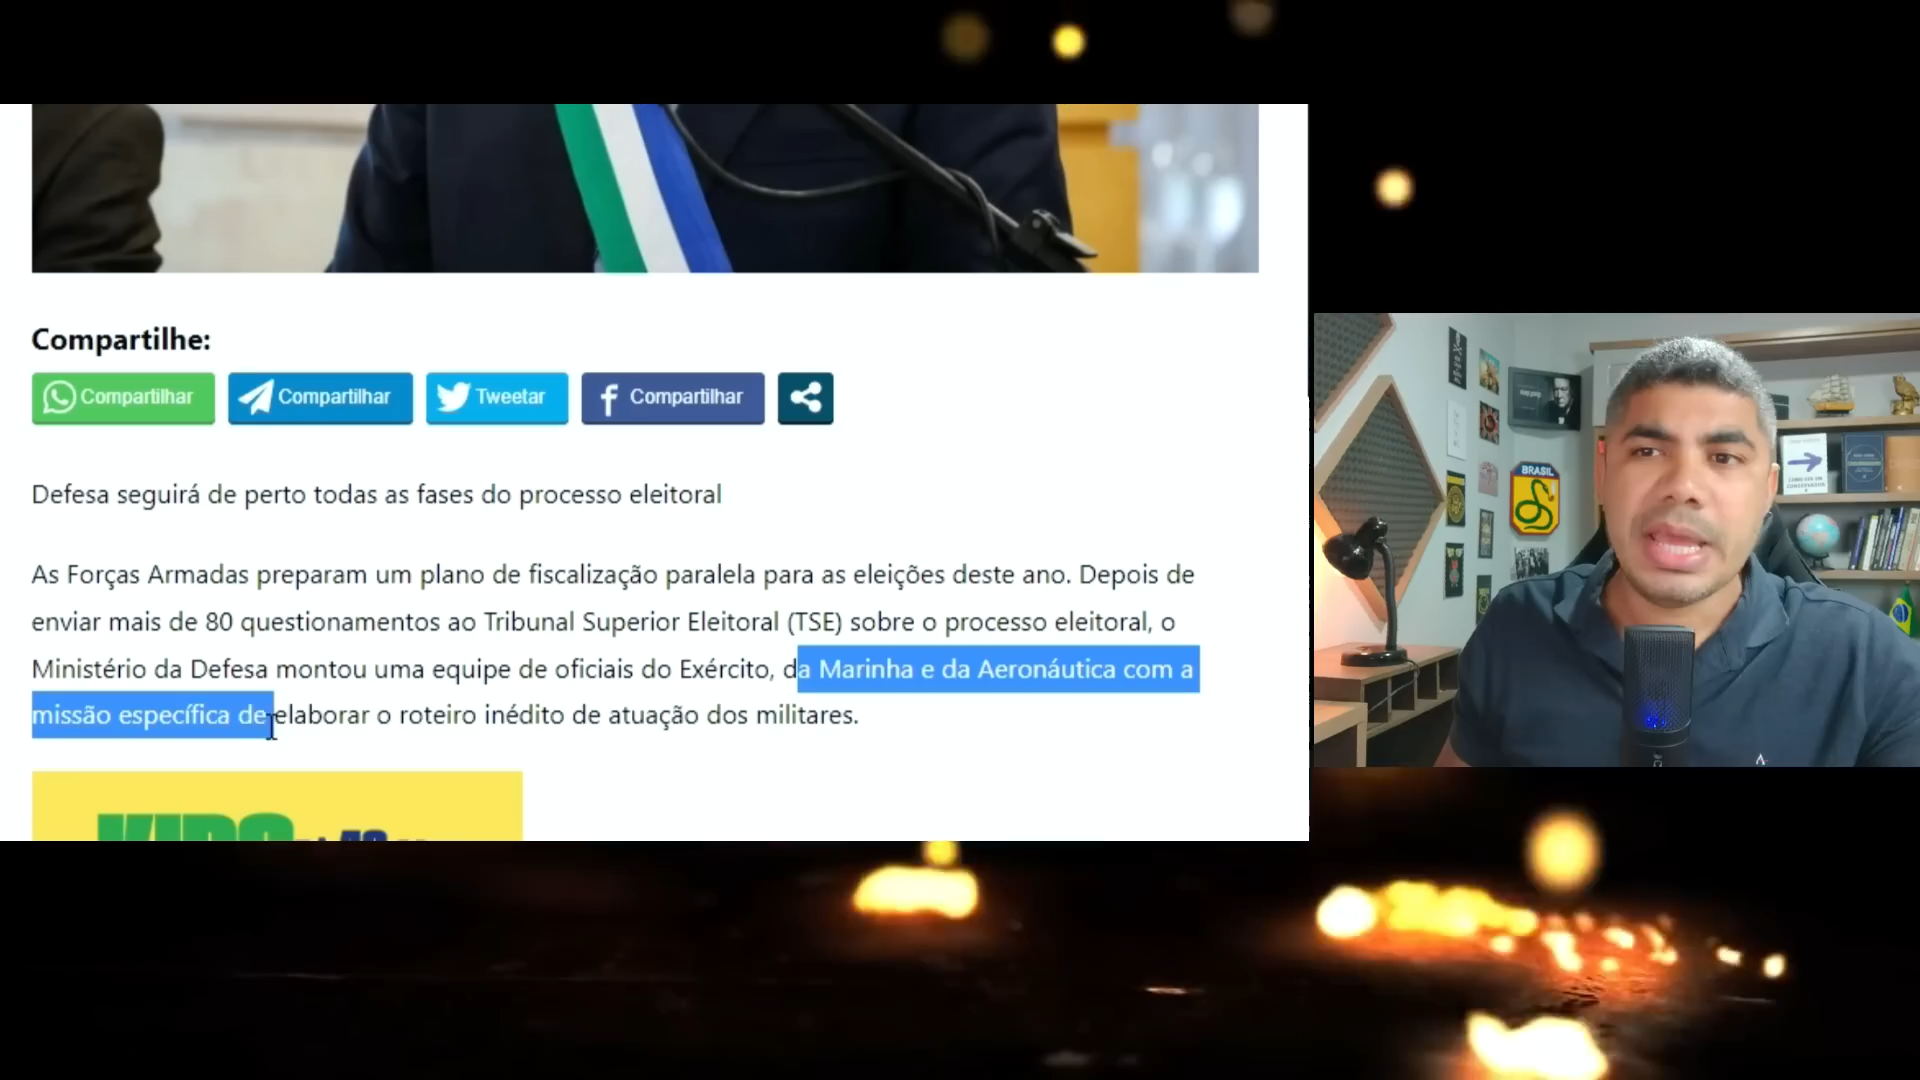 Compartilhe:
Compartilhar Compartilhar Tweetar Compartilhar
Defesa seguirá de perto todas as fases do processo eleitoral
As Forças Armadas preparam um plano de fiscalização paralela para as eleições deste ano. Depois de
enviar mais de 80 questionamentos ao Tribunal Superior Eleitoral (TSE) sobre o processo eleitoral, o
Ministério da Defesa montou uma equipe de oficiais do Exército, da Marinha e da Aeronáutica com a
missão específica de elaborar o roteiro inédito de atuação dos militares.
BRASIL